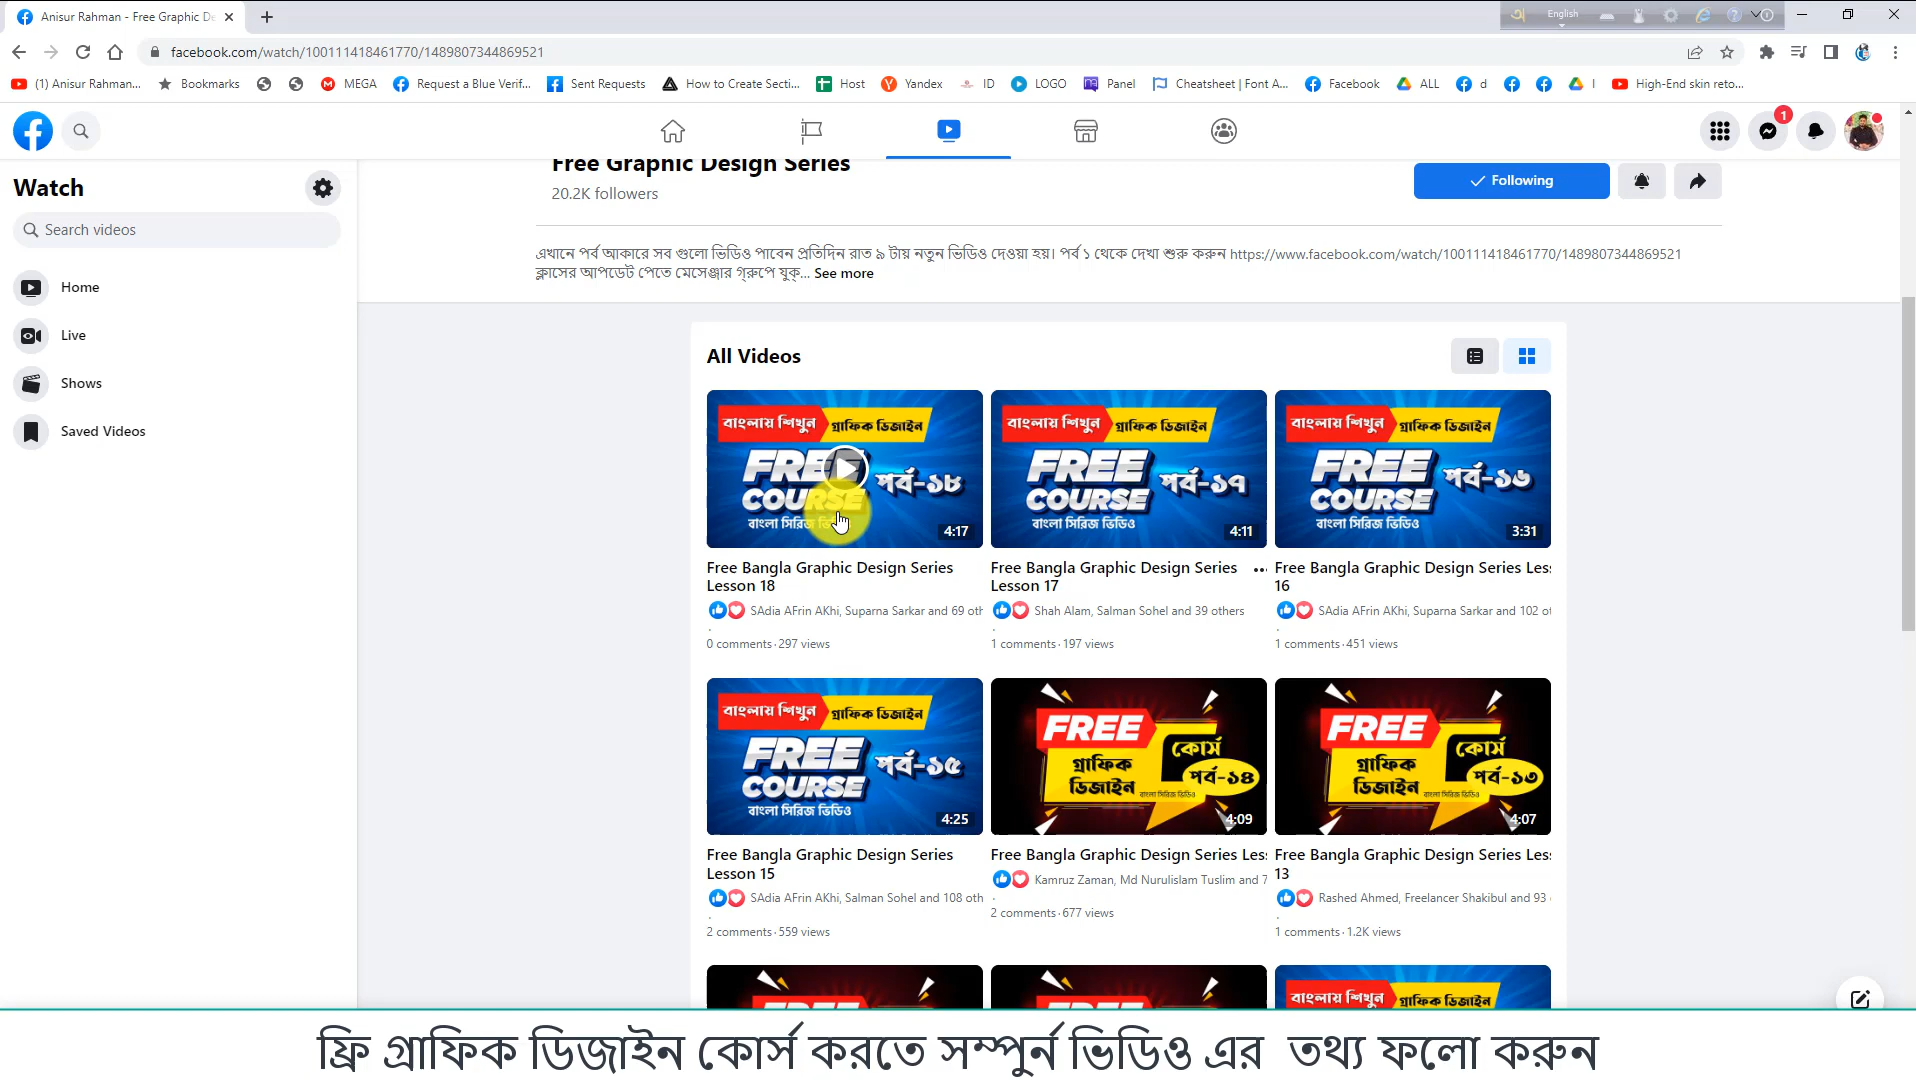 Anisur Rahman - Free Graphic De
English
facebook.com/watch/100111418461770/1489807344869521
(1) Anisur Rahman...
Bookmarks
MEGA
Request a Blue Verif...
Sent Requests
How to Create Secti...
Host
Yandex
ID
LOGO
Panel
Cheatsheet | Font A...
Facebook
ALL
d
l
High-End skin reto...
1
Free Graphic Design Series
20.2K followers
Following
Watch
Search videos
Home
Live
Shows
Saved Videos
এখানে পর্ব আকারে সব গুলো ভিডিও পাবেন প্রতিদিন রাত ৯ টায় নতুন ভিডিও দেওয়া হয়। পর্ব ১ থেকে দেখা শুরু করুন https://www.facebook.com/watch/100111418461770/1489807344869521
ক্লাসের আপডেট পেতে মেসেঞ্জার গ্রুপে যুক্... See more
All Videos
বাংলায় শিখুন গ্রাফিক ডিজাইন
FREE
COURSE
পর্ব-১৮
বাংলা সিরিজ
4:17
বাংলায় শিখুন গ্রাফিক ডিজাইন
FREE
COURSE
পর্ব-১৭
বাংলা সিরিজ ভিডিও
4:11
বাংলায় শিখুন গ্রাফিক ডিজাইন
FREE
COURSE
পর্ব-১৬
বাংলা সিরিজ ভিডিও
3:31
Free Bangla Graphic Design Series
Lesson 18
SAdia AFrin AKhi, Suparna Sarkar and 69 oth
0 comments · 297 views
Free Bangla Graphic Design Series
Lesson 17
Shah Alam, Salman Sohel and 39 others
1 comments · 197 views
Free Bangla Graphic Design Series Less
16
SAdia AFrin AKhi, Suparna Sarkar and 102 ot
1 comments · 451 views
বাংলায় শিখুন গ্রাফিক ডিজাইন
FREE
COURSE
পর্ব-১৫
বাংলা সিরিজ ভিডিও
4:25
FREE
গ্রাফিক
ডিজাইন
কোর্স
পর্ব-১৪
বাংলা সিরিজ ভিডিও
4:09
FREE
গ্রাফিক
ডিজাইন
কোর্স
পর্ব-১৩
বাংলা সিরিজ ভিডিও
4:07
Free Bangla Graphic Design Series
Lesson 15
SAdia AFrin AKhi, Salman Sohel and 108 oth
2 comments · 559 views
Free Bangla Graphic Design Series Less
Kamruz Zaman, Md Nurulislam Tuslim and 7
2 comments · 677 views
Free Bangla Graphic Design Series Less
13
Rashed Ahmed, Freelancer Shakibul and 93
1 comments · 1.2K views
বাংলায় শিখুন গ্রাফিক ডিজাইন
ফ্রি গ্রাফিক ডিজাইন কোর্স করতে সম্পুর্ন ভিডিও এর তথ্য ফলো করুন